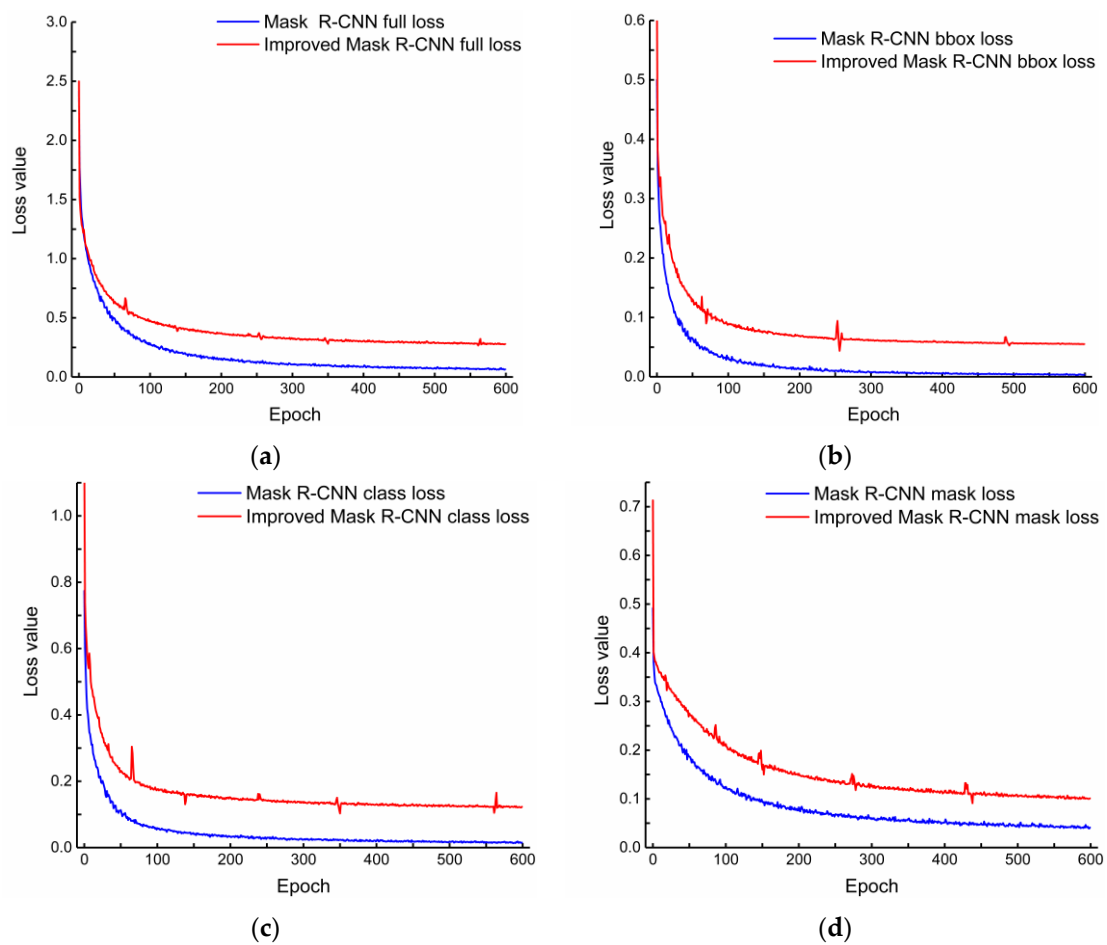 Mask R-CNN full loss
Improved Mask R-CNN full loss
3.0
2.5
2.0
1.5
1.0
0.5
0.0
Loss value
0 100 200 300 400 500 600
Epoch
(a)
Mask R-CNN bbox loss
Improved Mask R-CNN bbox loss
0.6
0.5
0.4
0.3
0.2
0.1
0.0
Loss value
0 100 200 300 400 500 600
Epoch
(b)
Mask R-CNN class loss
Improved Mask R-CNN class loss
1.0
0.8
0.6
0.4
0.2
0.0
Loss value
0 100 200 300 400 500 600
Epoch
(c)
Mask R-CNN mask loss
Improved Mask R-CNN mask loss
0.7
0.6
0.5
0.4
0.3
0.2
0.1
0.0
Loss value
0 100 200 300 400 500 600
Epoch
(d)